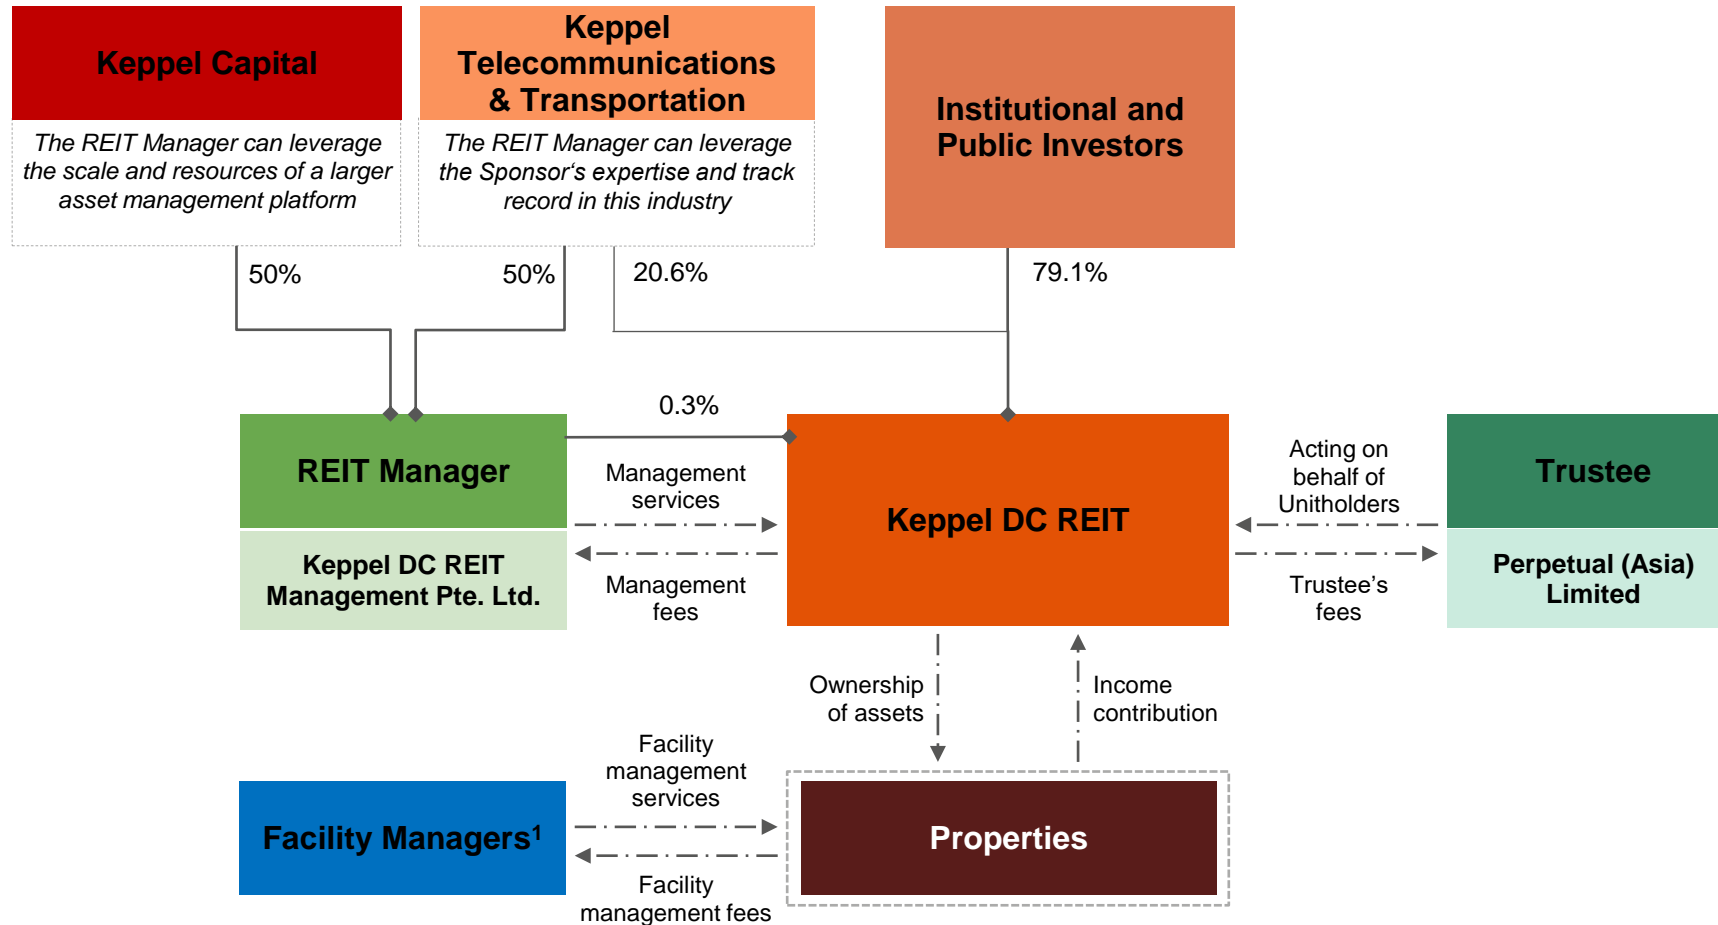 Keppel Capital
The REIT Manager can leverage
the scale and resources of a larger
asset management platform
Keppel
Telecommunications
& Transportation
The REIT Manager can leverage
the Sponsor‘s expertise and track
record in this industry
Institutional and
Public Investors
50%
50%
20.6%
79.1%
0.3%
REIT Manager
Keppel DC REIT
Management Pte. Ltd.
Management
services
Management
fees
Keppel DC REIT
Acting on
behalf of
Unitholders
Trustee’s
fees
Trustee
Perpetual (Asia)
Limited
Ownership
of assets
Income
contribution
Facility Managers¹
Facility
management
services
Facility
management fees
Properties